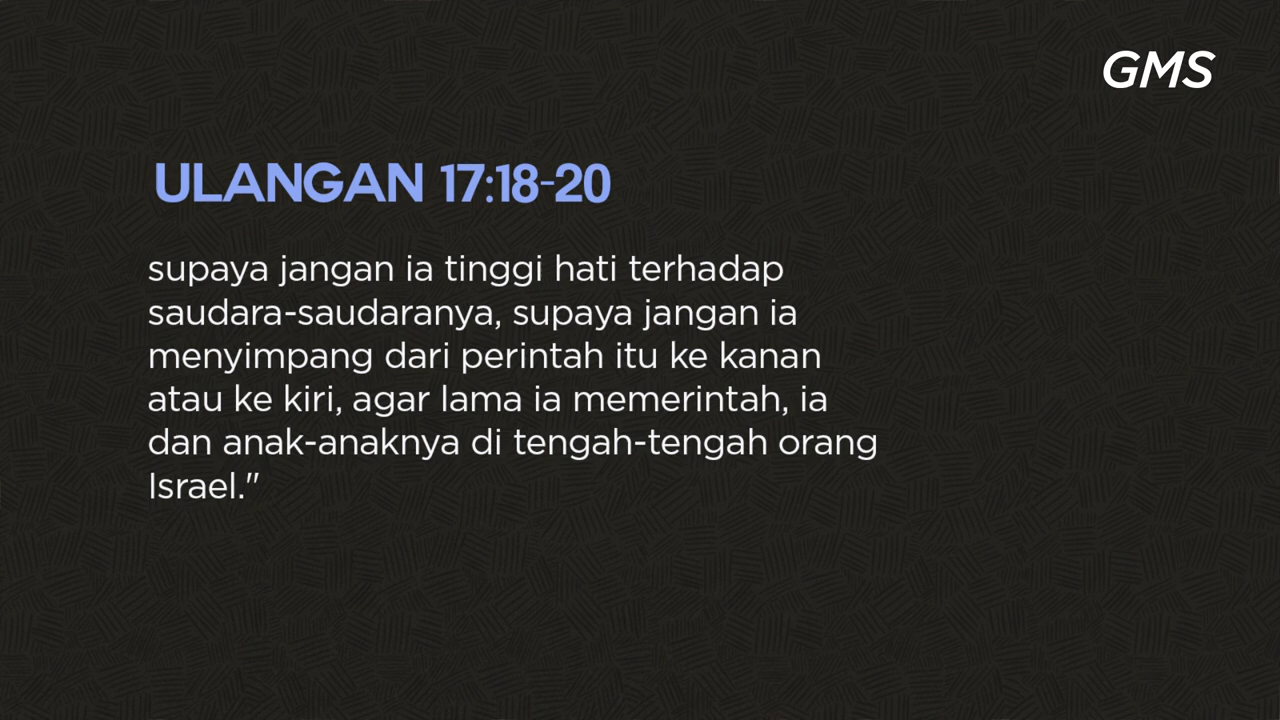 GMS
ULANGAN 17:18-20
supaya jangan ia tinggi hati terhadap
saudara-saudaranya, supaya jangan ia
menyimpang dari perintah itu ke kanan
atau ke kiri, agar lama ia memerintah, ia
dan anak-anaknya di tengah-tengah orang
Israel."